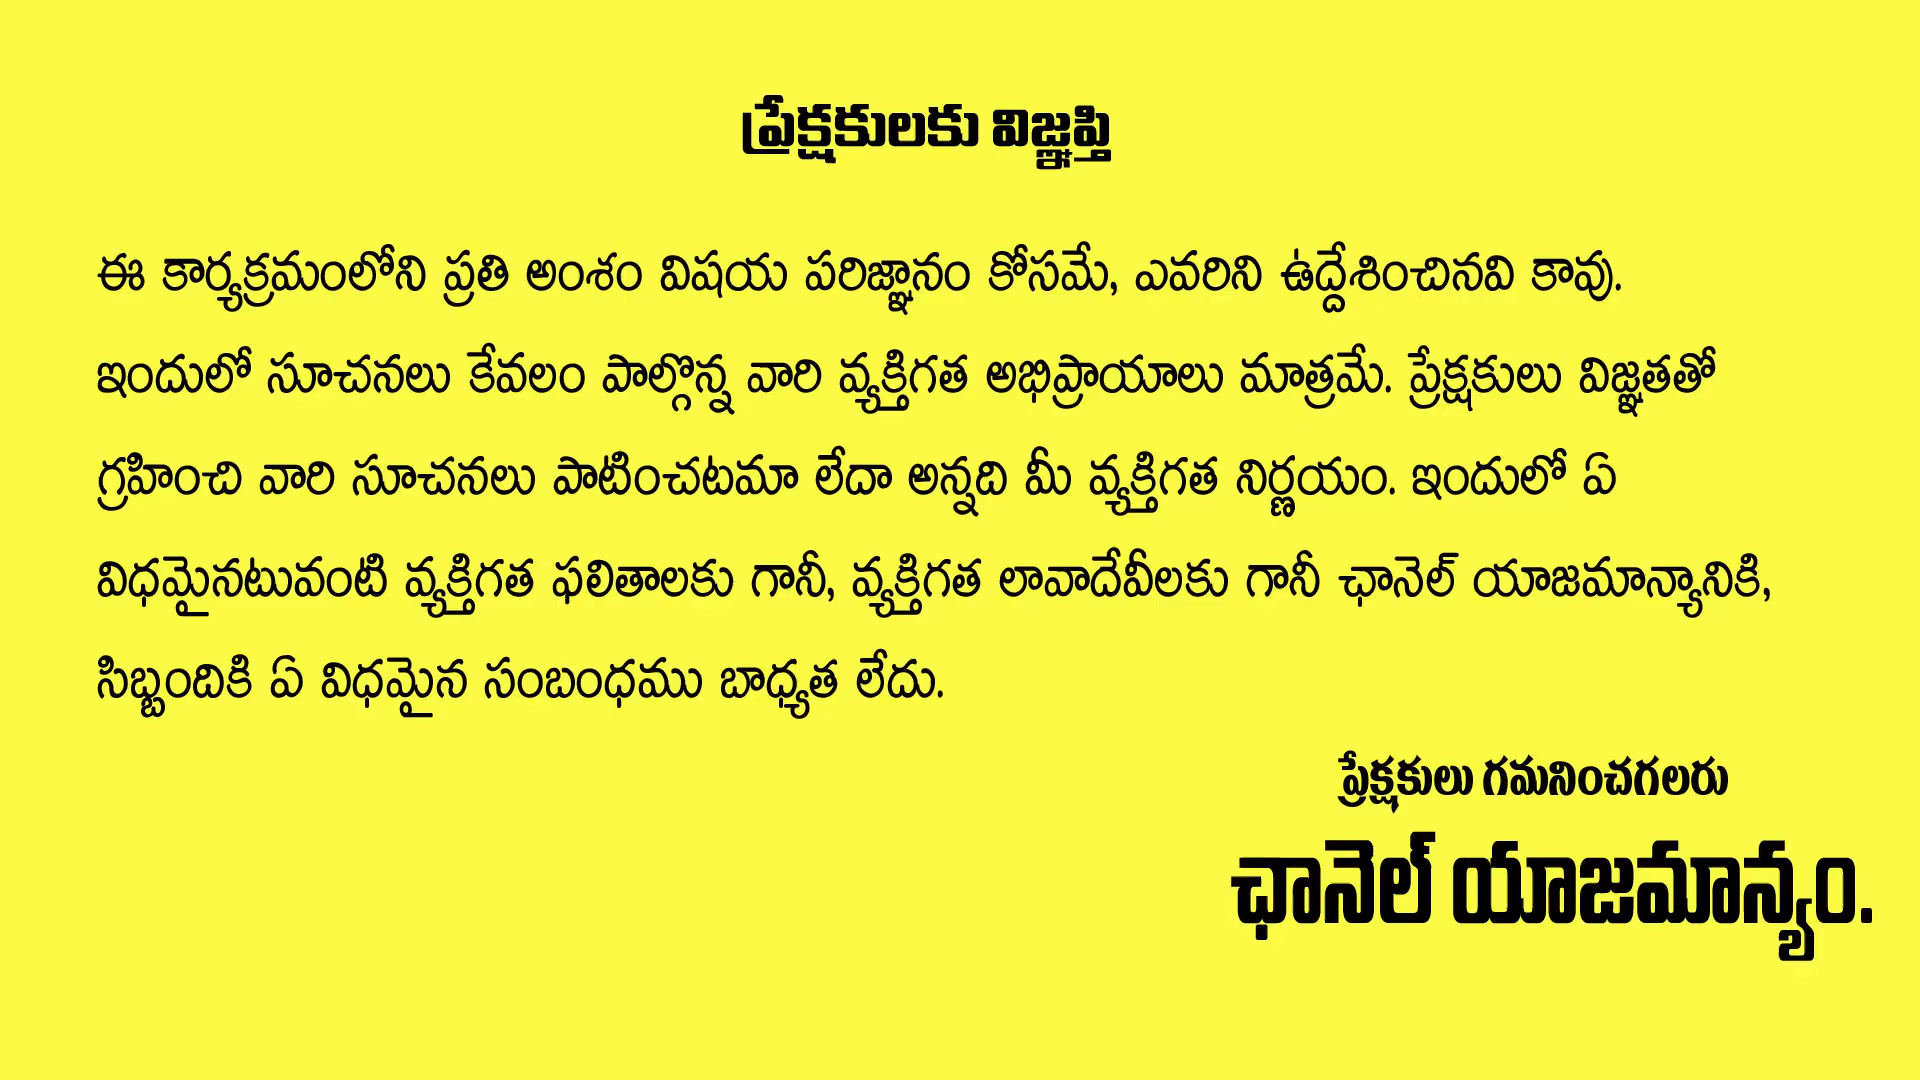 ప్రేక్షకులకు విజ్ఞప్తి
ఈ కార్యక్రమంలోని ప్రతి అంశం విషయ పరిజ్ఞానం కోసమే, ఎవరిని ఉద్దేశించినవి కావు.
ఇందులో సూచనలు కేవలం పాల్గొన్న వారి వ్యక్తిగత అభిప్రాయాలు మాత్రమే. ప్రేక్షకులు విజ్ఞతతో
గ్రహించి వారి సూచనలు పాటించటమా లేదా అన్నది మీ వ్యక్తిగత నిర్ణయం. ఇందులో ఏ
విధమైనటువంటి వ్యక్తిగత ఫలితాలకు గానీ, వ్యక్తిగత లావాదేవీలకు గానీ ఛానెల్ యాజమాన్యానికి,
సిబ్బందికి ఏ విధమైన సంబంధము బాధ్యత లేదు.
ప్రేక్షకులు గమనించగలరు
ఛానెల్ యాజమాన్యం.